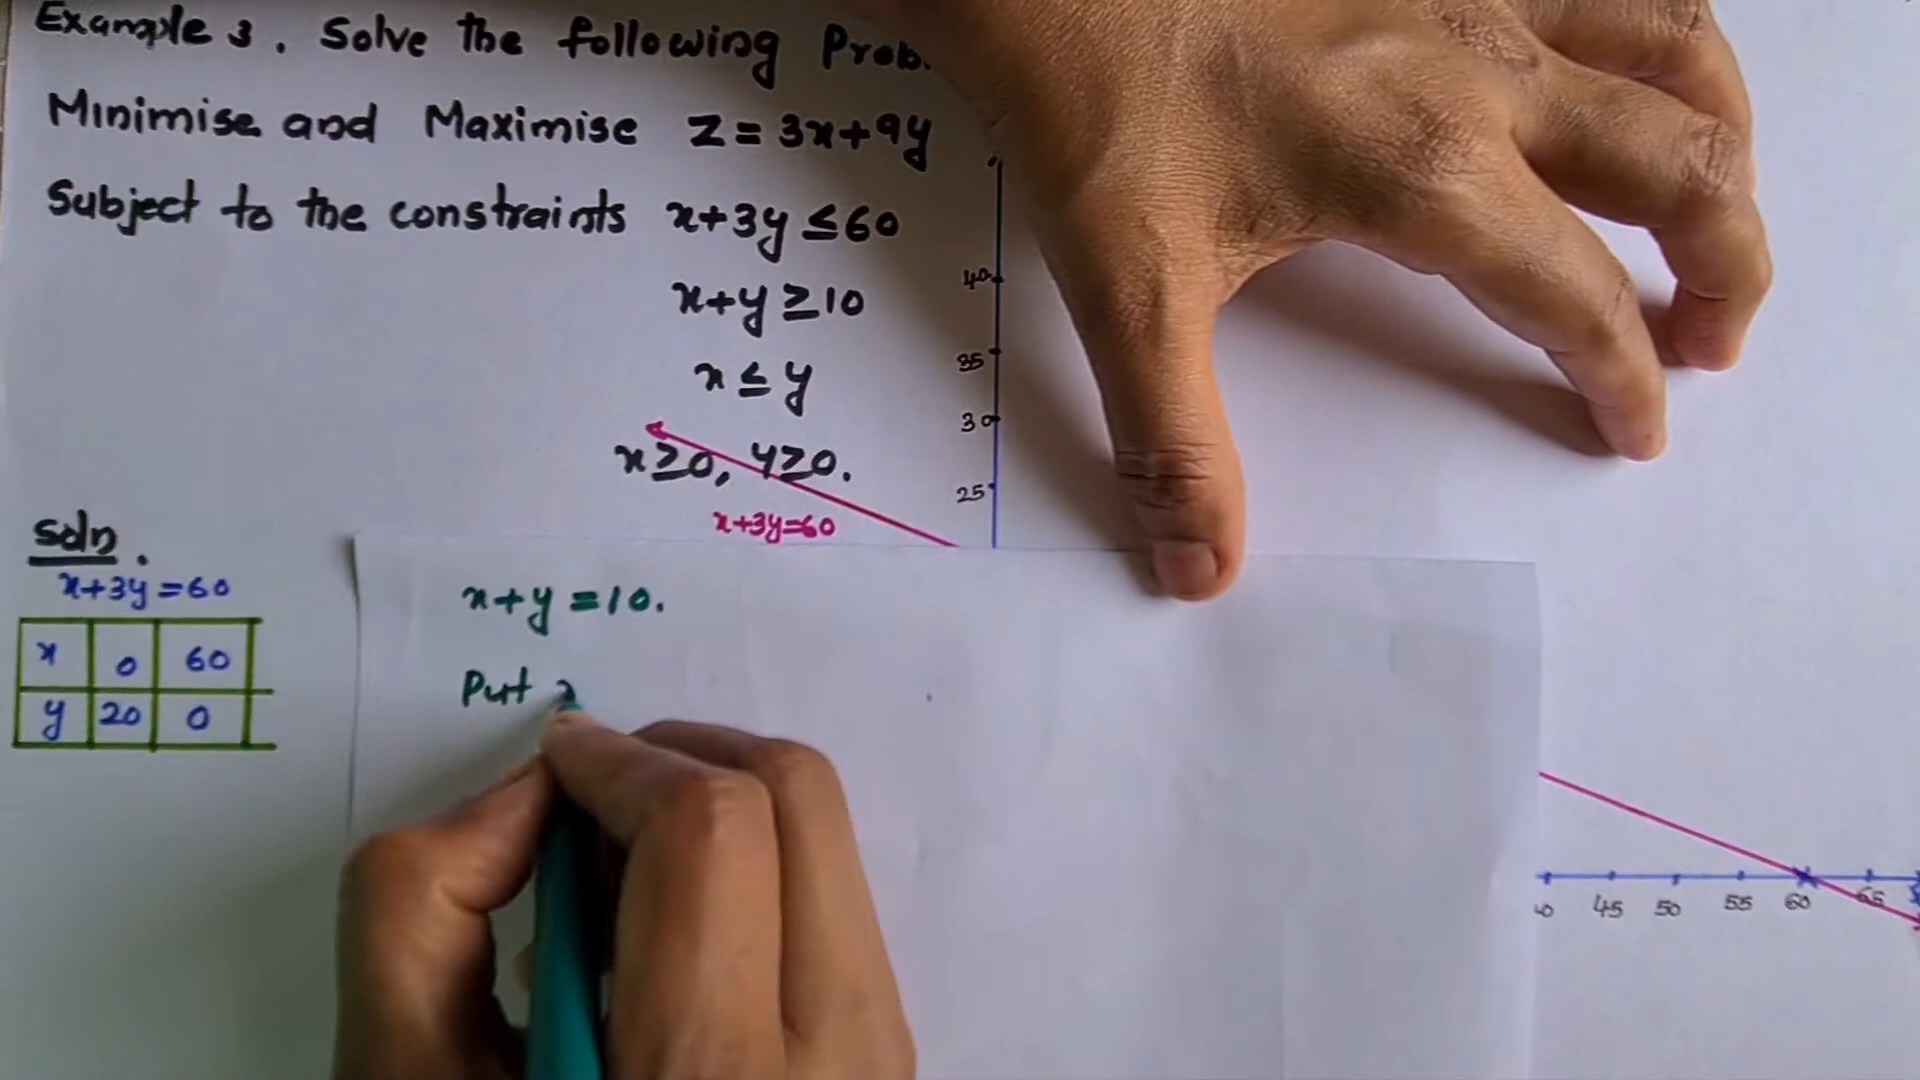 Example 3. Solve the following Prob.
Minimise and Maximise Z = 3x+9y
Subject to the constraints x+3y ≤ 60
x+y ≥ 10
x ≤ y
x ≥ 0, y ≥ 0.
40
35
30
25
x+3y=60
Soln.
x+3y = 60
x 0 60
y 20 0
x+y = 10.
Put
45 50 55 60 65